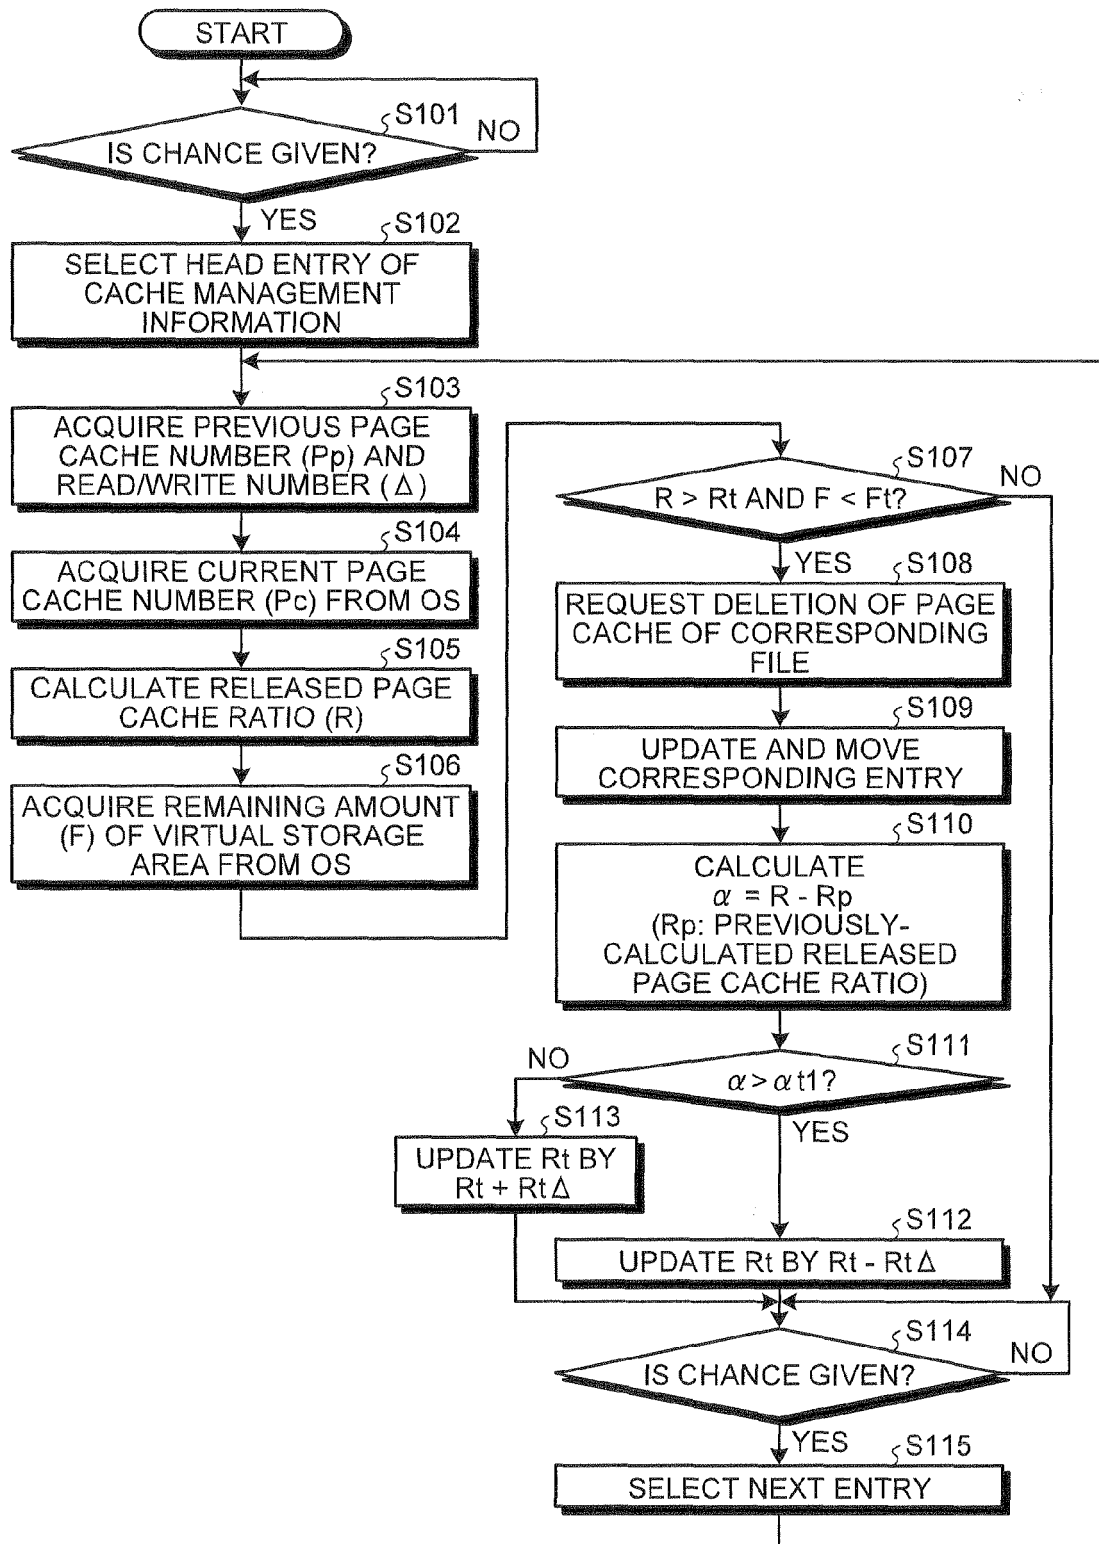 START
S101
NO
IS CHANCE GIVEN?
YES
S102
SELECT HEAD ENTRY OF
CACHE MANAGEMENT
INFORMATION
S103
ACQUIRE PREVIOUS PAGE
CACHE NUMBER (Pp) AND
READ/WRITE NUMBER (Δ)
S104
ACQUIRE CURRENT PAGE
CACHE NUMBER (Pc) FROM OS
S105
CALCULATE RELEASED PAGE
CACHE RATIO (R)
S106
ACQUIRE REMAINING AMOUNT
(F) OF VIRTUAL STORAGE
AREA FROM OS
S107
NO
R > Rt AND F < Ft?
YES
S108
REQUEST DELETION OF PAGE
CACHE OF CORRESPONDING
FILE
S109
UPDATE AND MOVE
CORRESPONDING ENTRY
S110
CALCULATE
α = R - Rp
(Rp: PREVIOUSLY-
CALCULATED RELEASED
PAGE CACHE RATIO)
S111
NO
α > α t1?
YES
S113
UPDATE Rt BY
Rt + Rt Δ
S112
UPDATE Rt BY Rt - Rt Δ
S114
NO
IS CHANCE GIVEN?
YES
S115
SELECT NEXT ENTRY